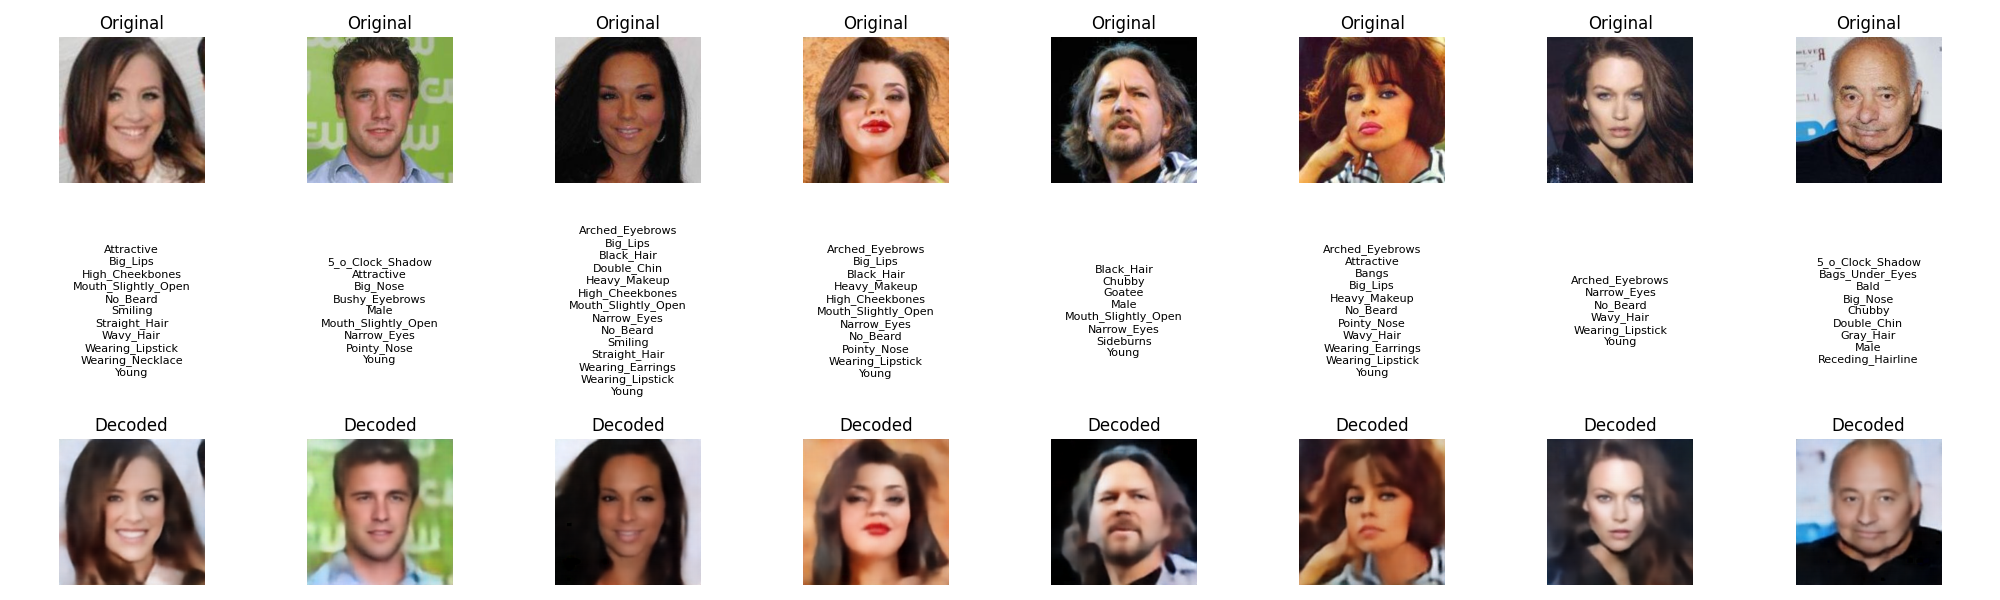 Original Original Original Original Original Original Original Original
Attractive
Big_Lips
High_Cheekbones
Mouth_Slightly_Open
No_Beard
Smiling
Straight_Hair
Wavy_Hair
Wearing_Lipstick
Wearing_Necklace
Young
5_o_Clock_Shadow
Attractive
Big_Nose
Bushy_Eyebrows
Male
Mouth_Slightly_Open
Narrow_Eyes
Pointy_Nose
Young
Arched_Eyebrows
Big_Lips
Black_Hair
Double_Chin
Heavy_Makeup
High_Cheekbones
Mouth_Slightly_Open
Narrow_Eyes
No_Beard
Smiling
Straight_Hair
Wearing_Earrings
Wearing_Lipstick
Young
Arched_Eyebrows
Big_Lips
Black_Hair
Heavy_Makeup
High_Cheekbones
Mouth_Slightly_Open
Narrow_Eyes
No_Beard
Pointy_Nose
Wearing_Lipstick
Young
Black_Hair
Chubby
Goatee
Male
Mouth_Slightly_Open
Narrow_Eyes
Sideburns
Young
Arched_Eyebrows
Attractive
Bangs
Big_Lips
Heavy_Makeup
No_Beard
Pointy_Nose
Wavy_Hair
Wearing_Earrings
Wearing_Lipstick
Young
Arched_Eyebrows
Narrow_Eyes
No_Beard
Wavy_Hair
Wearing_Lipstick
Young
5_o_Clock_Shadow
Bags_Under_Eyes
Bald
Big_Nose
Chubby
Double_Chin
Gray_Hair
Male
Receding_Hairline
Decoded Decoded Decoded Decoded Decoded Decoded Decoded Decoded